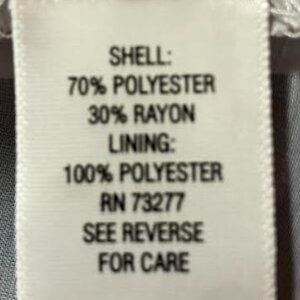 SHELL:
70% POLYESTER
30% RAYON
LINING:
100% POLYESTER
RN 73277
SEE REVERSE
FOR CARE